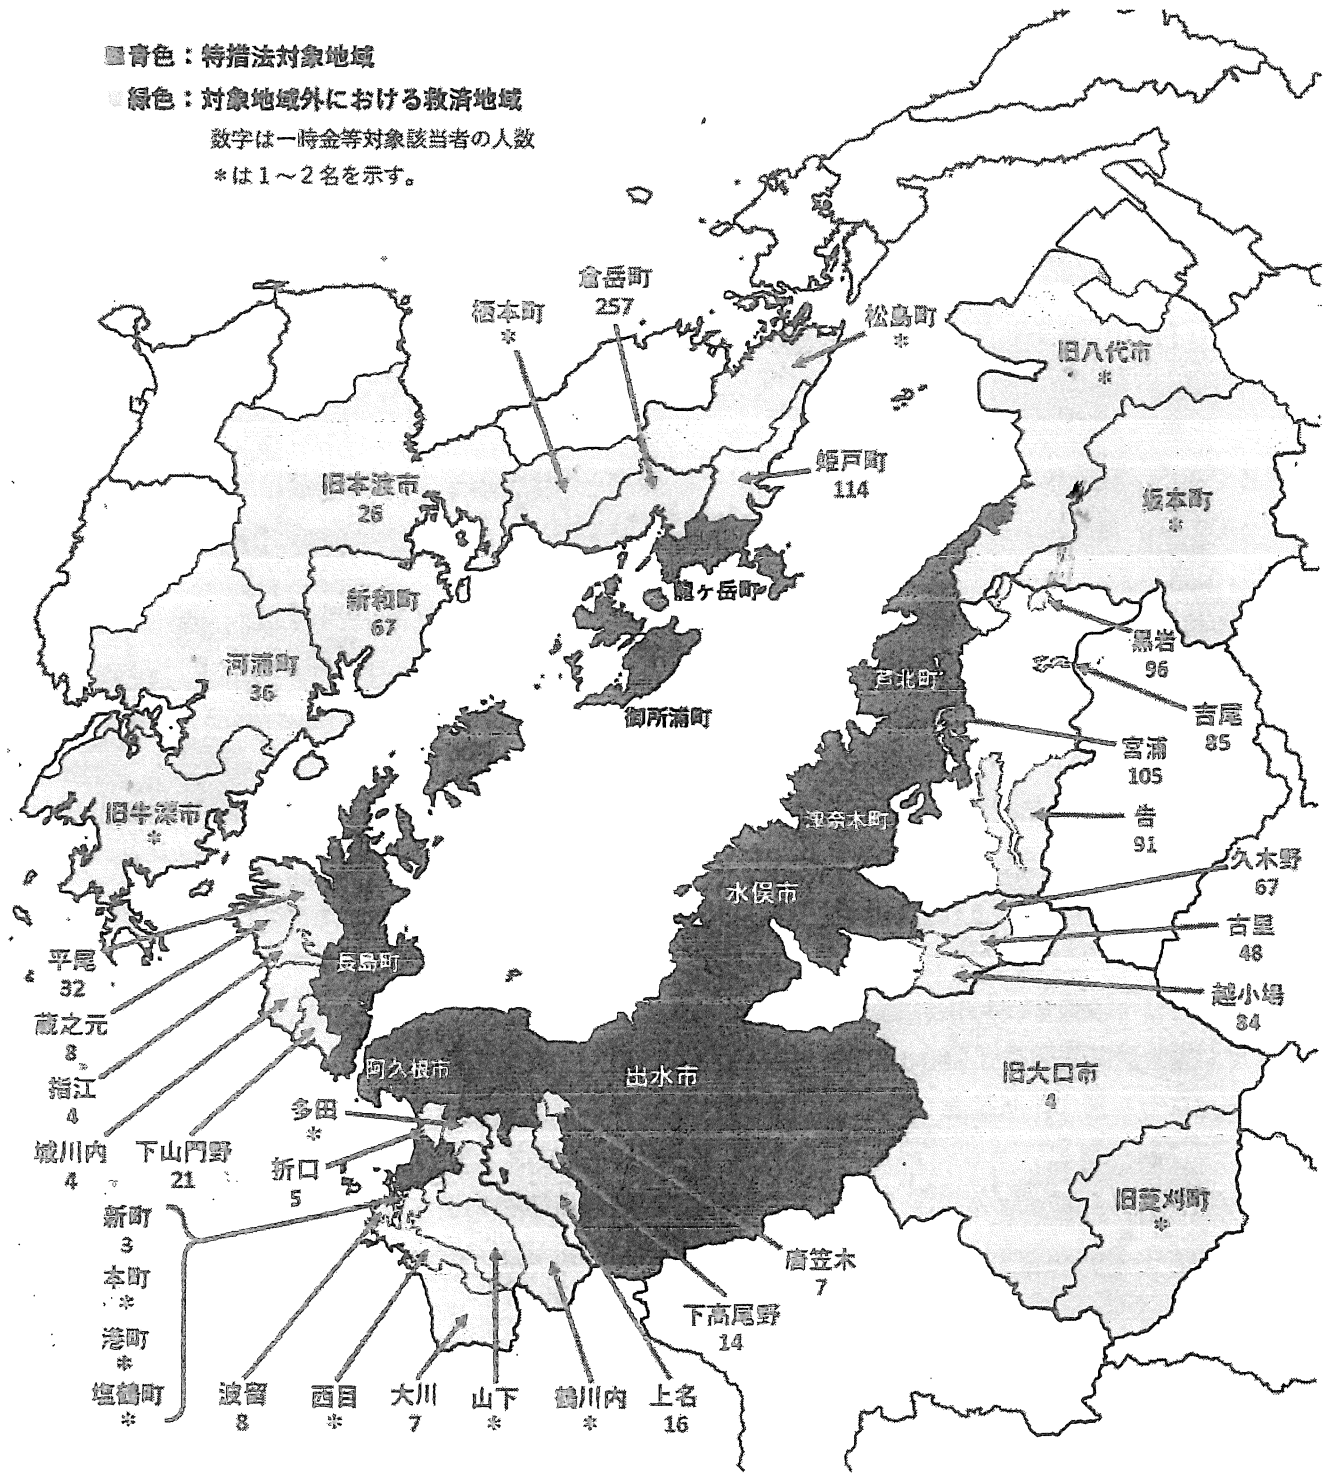 青色：特措法対象地域
緑色：対象地域外における救済地域
数字は一時金等対象該当者の人数
*は1～2名を示す。
倉岳町
257
栖本町
*
松島町
*
旧八代市
*
姫戸町
114
旧本渡市
26
坂本町
*
龍ヶ岳町
新和町
67
黒岩
96
河浦町
36
芦北町
吉尾
85
御所浦町
宮浦
105
旧牛深市
*
津奈木町
告
91
久木野
67
水俣市
古里
48
平尾
32
長島町
越小場
84
蔵之元
8
指江
4
阿久根市
出水市
旧大口市
4
多田
*
城川内
4
下山門野
21
折口
5
新町
3
本町
*
港町
*
塩鶴町
*
旧菱刈町
*
唐笠木
7
下高尾野
14
波留
8
西目
*
大川
7
山下
*
鶴川内
*
上名
16